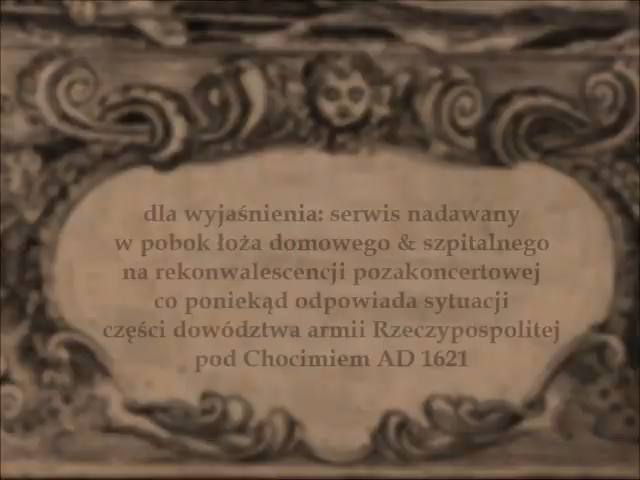 dla wyjaśnienia: serwis nadawany
w pobok łoża domowego & szpitalnego
na rekonwalescencji pozakoncertowej
co poniekąd odpowiada sytuacji
części dowództwa armii Rzeczypospolitej
pod Chocimiem AD 1621